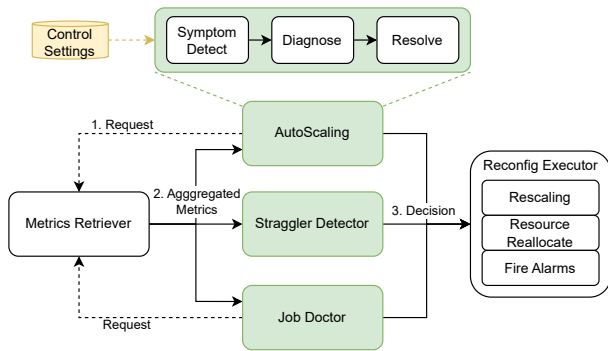 Control
Settings
Symptom
Detect
Diagnose
Resolve
1. Request
AutoScaling
2. Agggregated
Metrics
Metrics Retriever
Straggler Detector
3. Decision
Reconfig Executor
Rescaling
Resource
Reallocate
Fire Alarms
Request
Job Doctor